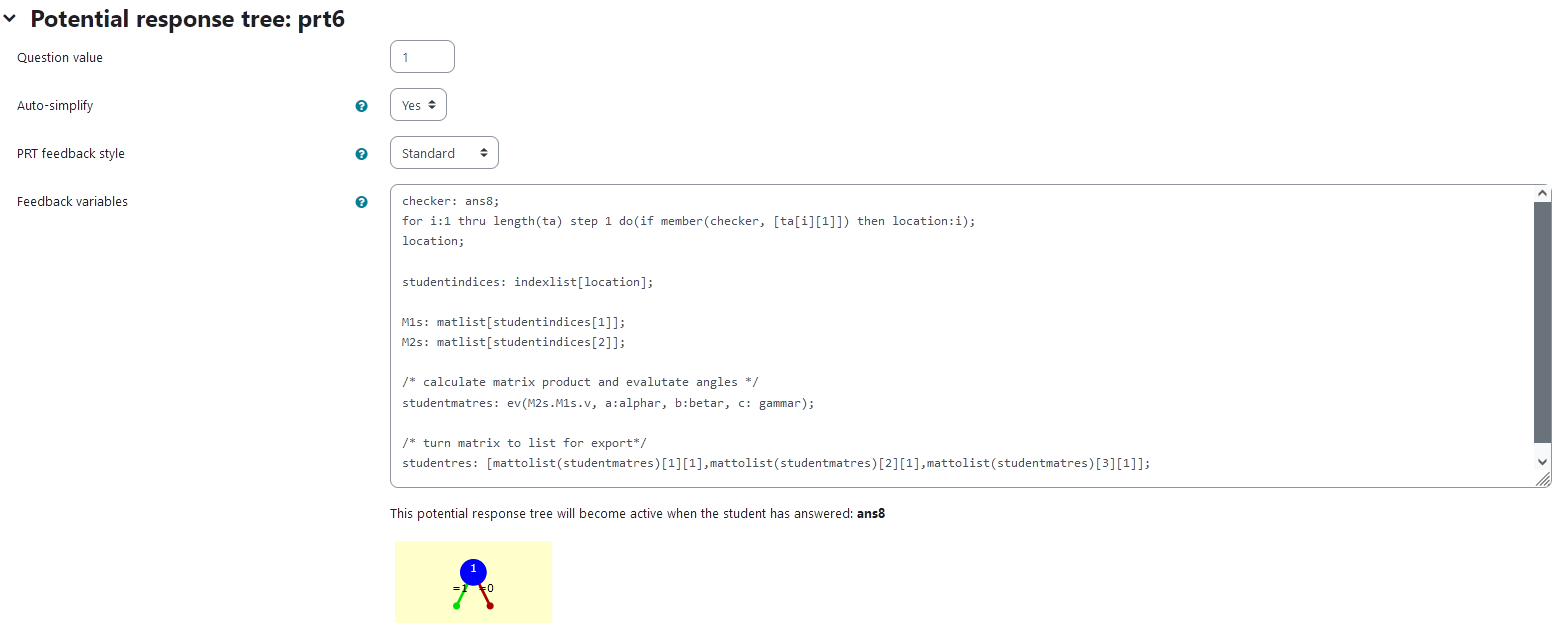 Potential response tree: prt6
Question value
1
Auto-simplify
Yes
PRT feedback style
Standard
Feedback variables
checker: ans8;
for i:1 thru length(ta) step 1 do(if member(checker, [ta[i][1]]) then location:i);
location;
studentindices: indexlist[location];
M1s: matlist[studentindices[1]];
M2s: matlist[studentindices[2]];
/* calculate matrix product and evalutate angles */
studentmatres: ev(M2s.M1s.v, a:alphar, b:betar, c: gammar);
/* turn matrix to list for export*/
studentres: [mattolist(studentmatres)[1][1],mattolist(studentmatres)[2][1],mattolist(studentmatres)[3][1]];
This potential response tree will become active when the student has answered: ans8
1
=1 =0